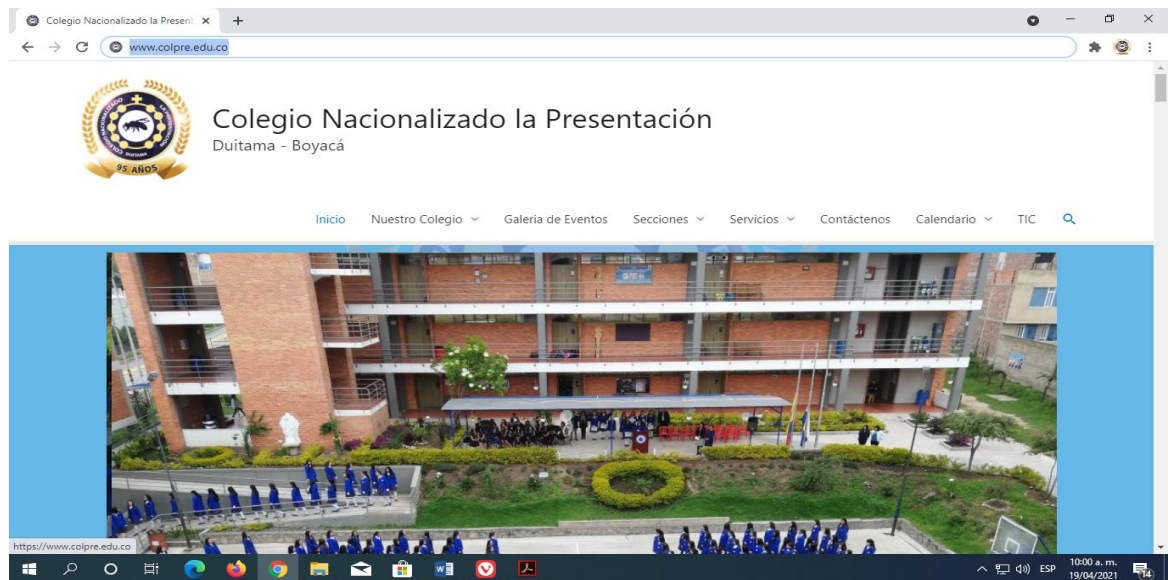 Colegio Nacionalizado la Present
www.colpre.edu.co
95 AÑOS
Colegio Nacionalizado la Presentación
Duitama - Boyacá
Inicio Nuestro Colegio Galeria de Eventos Secciones Servicios Contáctenos Calendario TIC
https://www.colpre.edu.co
ESP
10:00 a. m.
19/04/2021
14